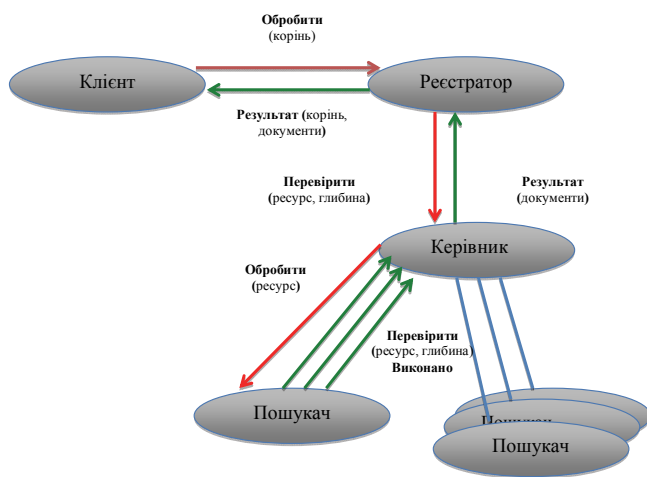 Обробити
(корінь)
Клієнт
Реєстратор
Результат (корінь,
документи)
Перевірити
(ресурс, глибина)
Результат
(документи)
Керівник
Обробити
(ресурс)
Перевірити
(ресурс, глибина)
Виконано
Пошукач
Пошукач
Пошукач